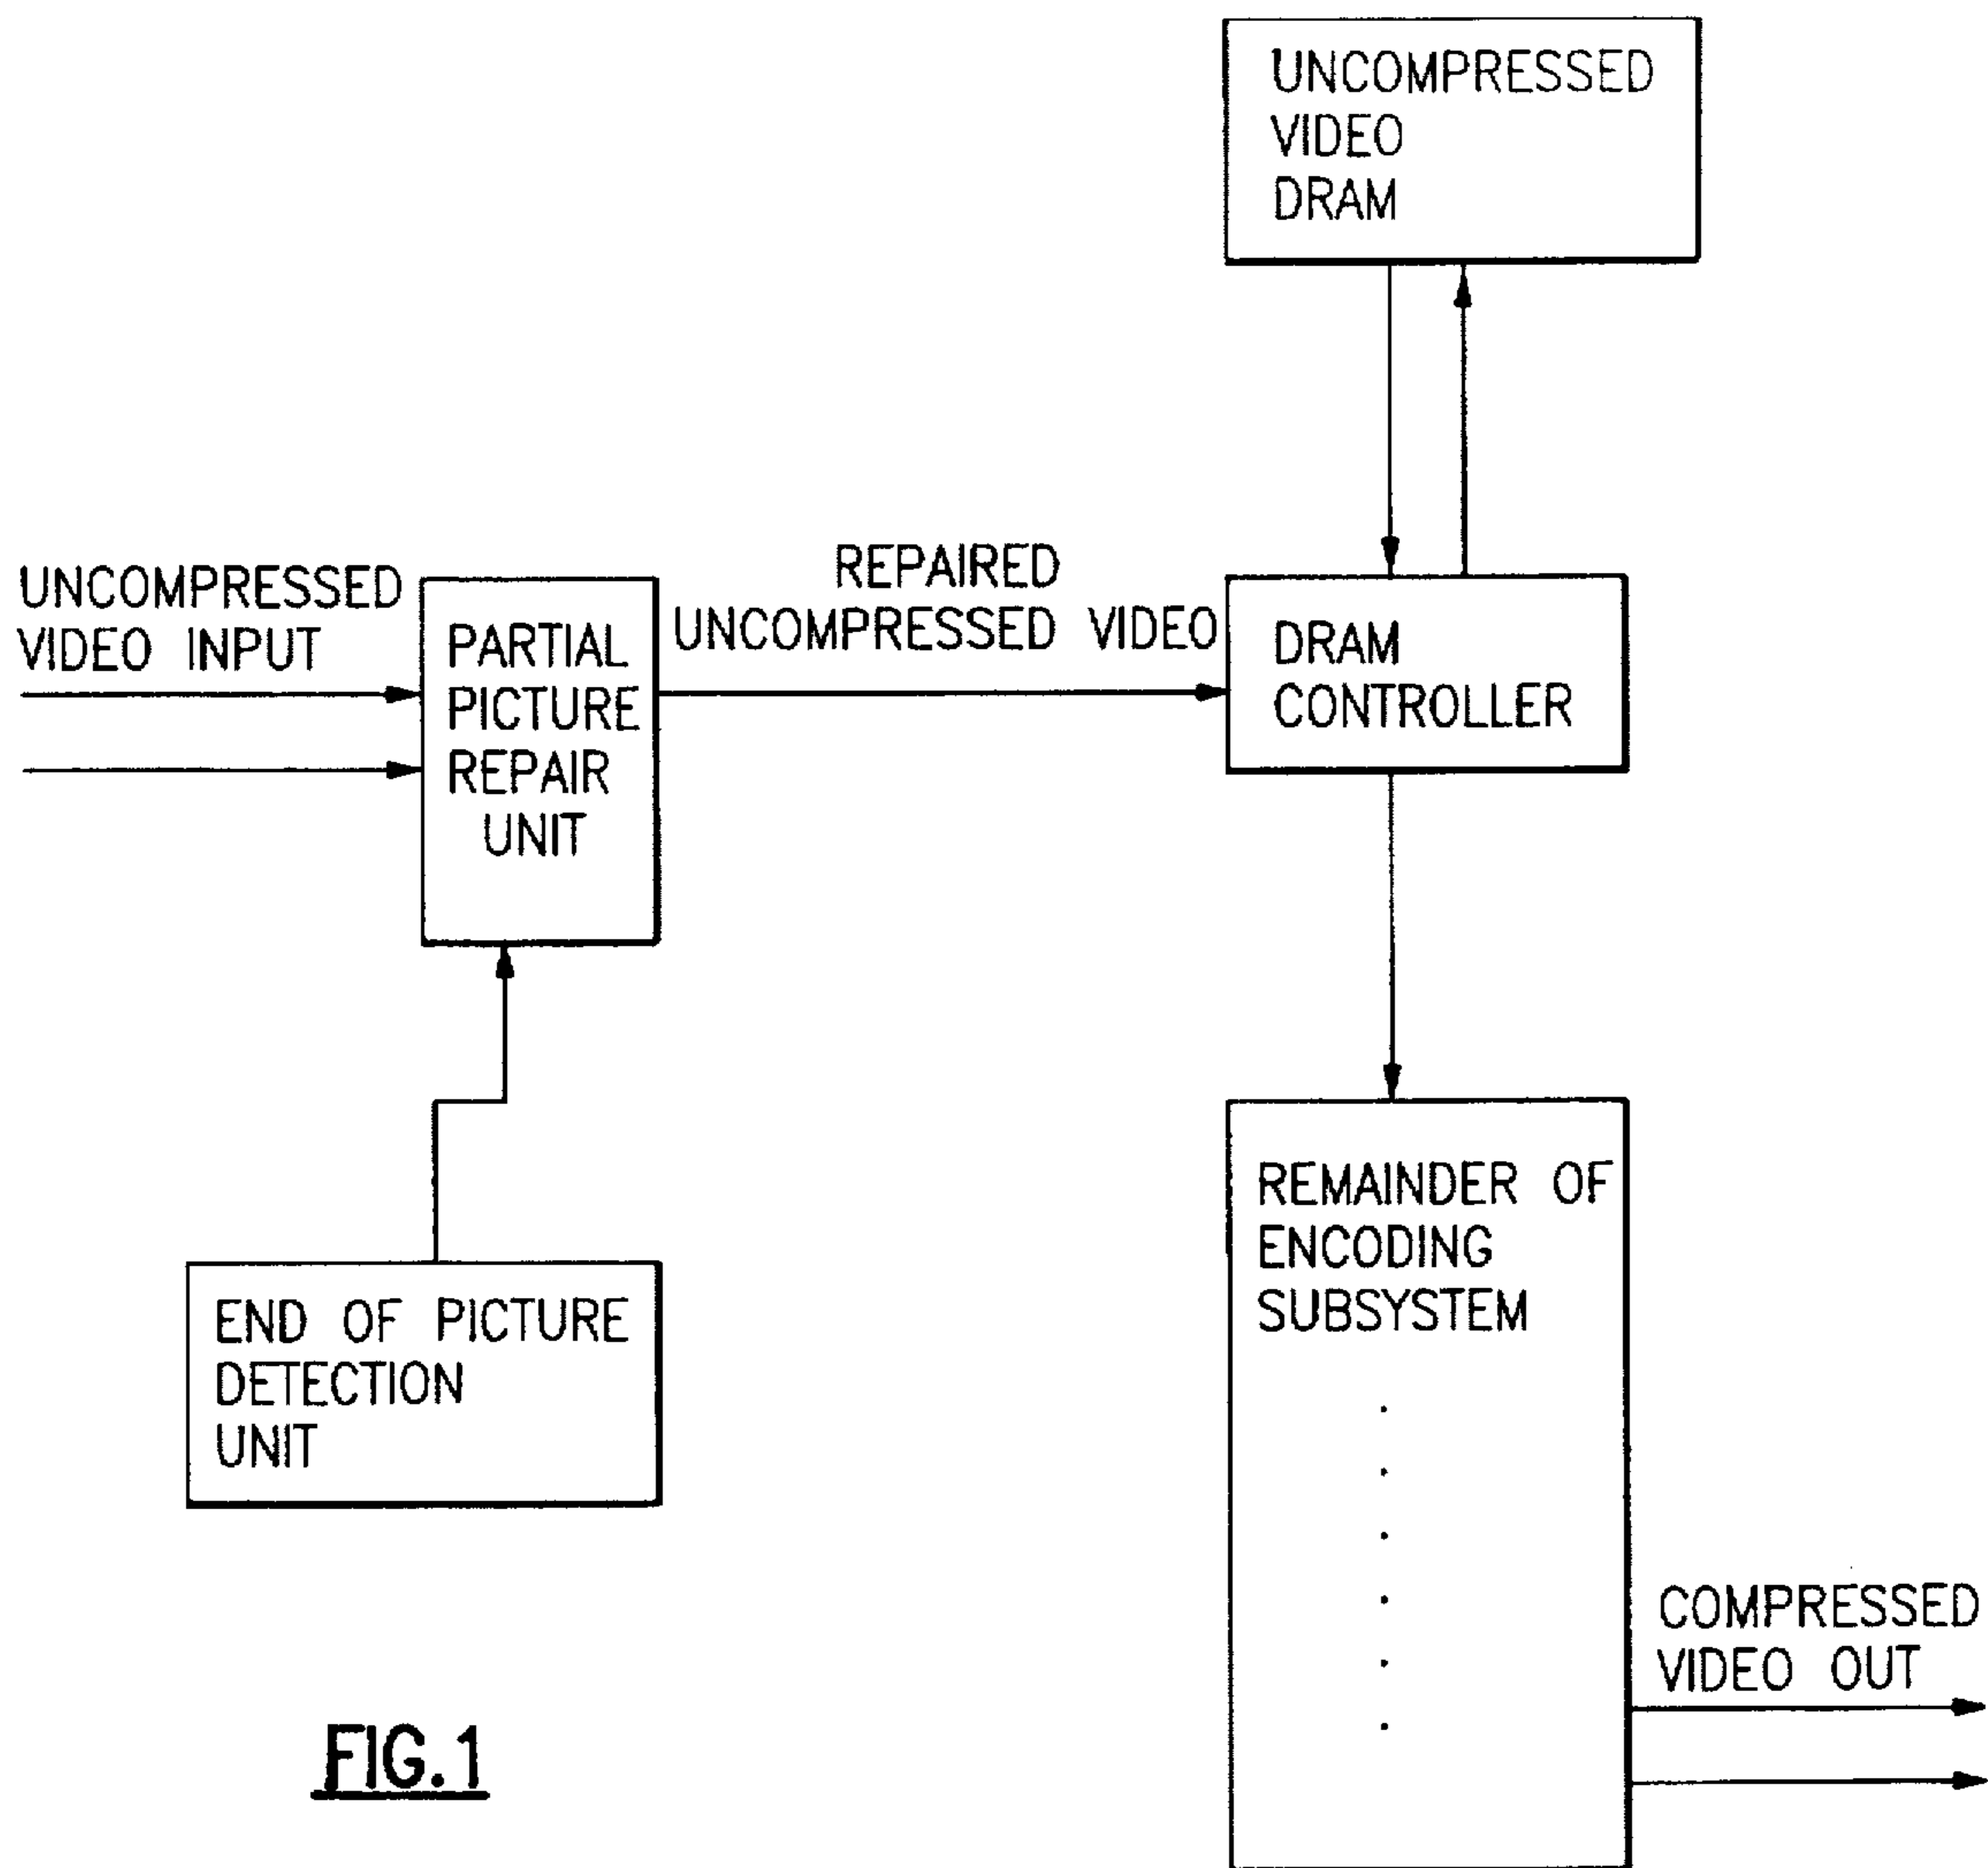 UNCOMPRESSED
VIDEO
DRAM
UNCOMPRESSED
VIDEO INPUT
PARTIAL
PICTURE
REPAIR
UNIT
REPAIRED
UNCOMPRESSED VIDEO
DRAM
CONTROLLER
END OF PICTURE
DETECTION
UNIT
REMAINDER OF
ENCODING
SUBSYSTEM
COMPRESSED
VIDEO OUT
FIG.1